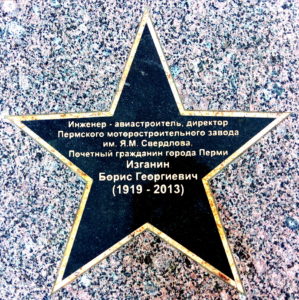 Инженер - авиастроитель, директор
Пермского моторостроительного завода
им. Я.М. Свердлова.
Почетный гражданин города Перми
Изганин
Борис Георгиевич
(1919 - 2013)